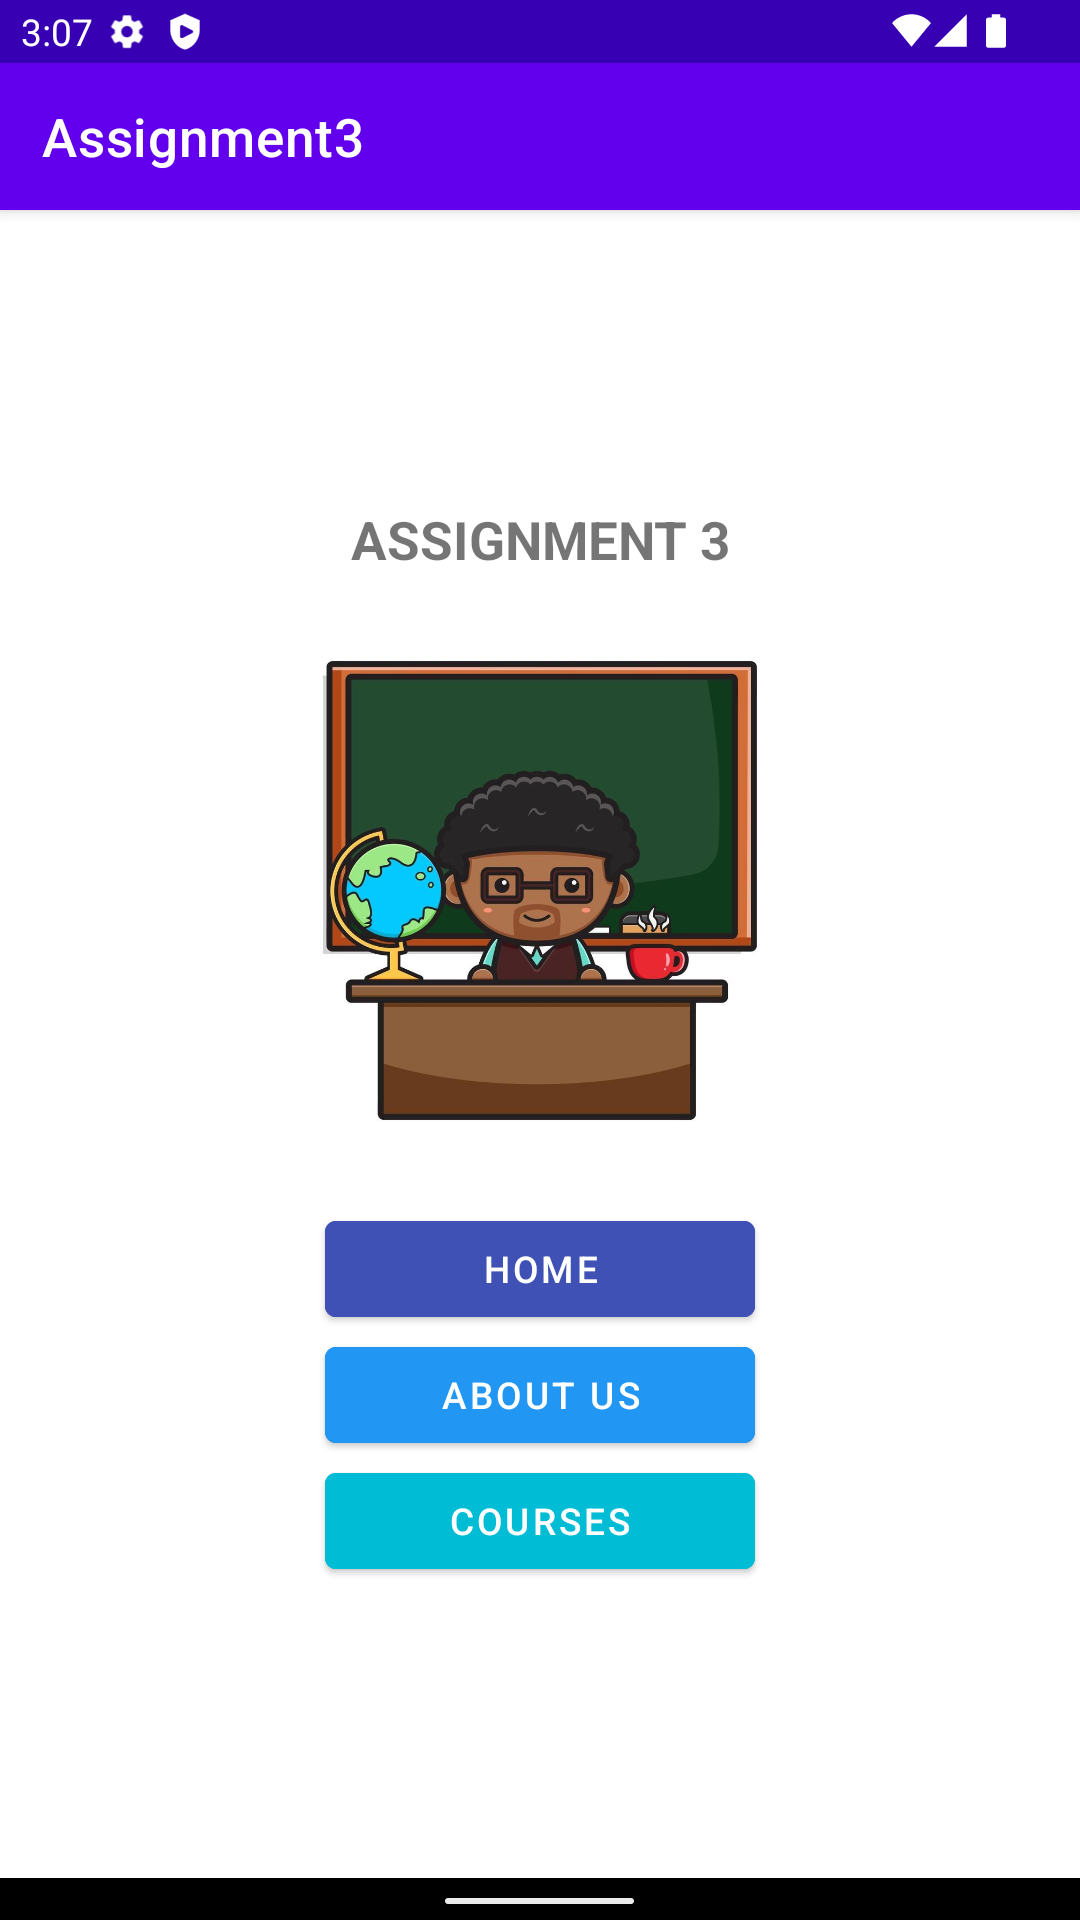 3:07
Assignment3
ASSIGNMENT 3
HOME
ABOUT US
COURSES